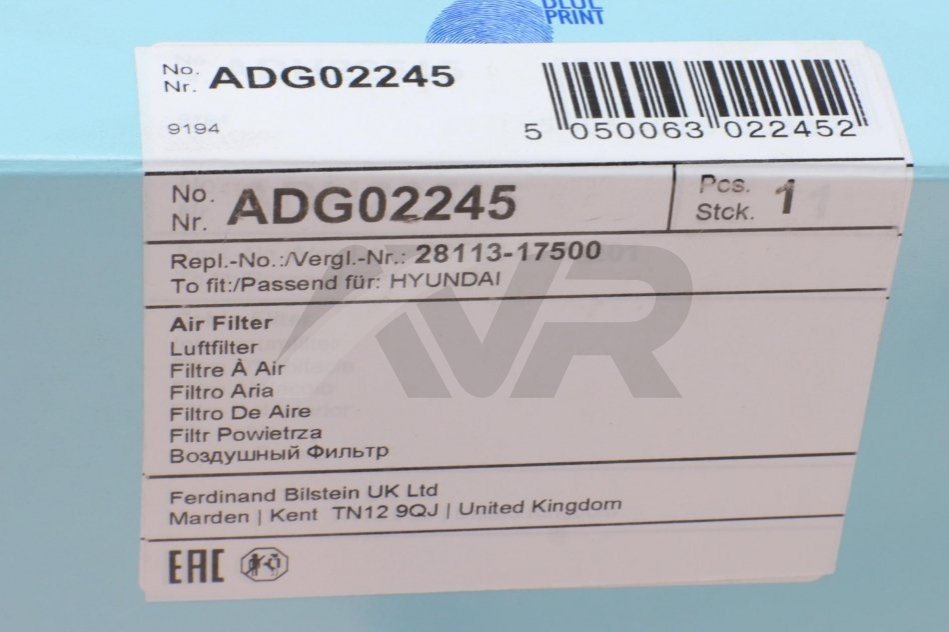 BLUE
PRINT
No.
Nr. ADG02245
9194
5 050063 022452
No.
Nr. ADG02245
Pcs.
Stck. 1
Repl.-No.:/Vergl.-Nr.: 28113-17500
To fit:/Passend für: HYUNDAI
Air Filter
Luftfilter
Filtre À Air
Filtro Aria
Filtro De Aire
Filtr Powietrza
Воздушный Фильтр
Ferdinand Bilstein UK Ltd
Marden | Kent TN12 9QJ | United Kingdom
EAC
VR